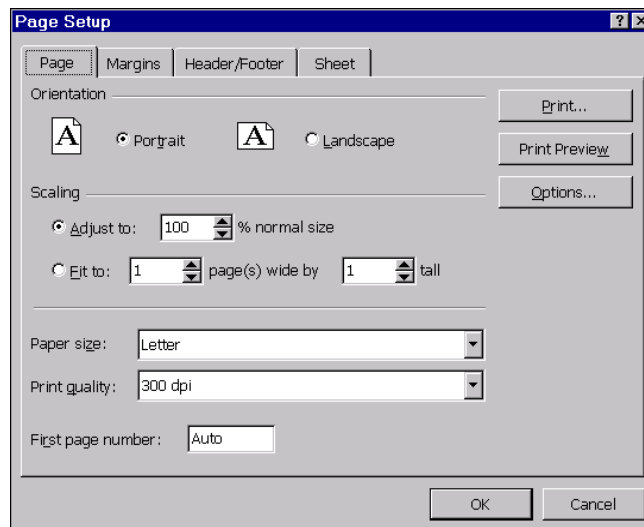 Page Setup
Page Margins Header/Footer Sheet
Orientation
A Portrait A Landscape
Print...
Print Preview
Options...
Scaling
Adjust to: 100 % normal size
Fit to: 1 page(s) wide by 1 tall
Paper size: Letter
Print quality: 300 dpi
First page number: Auto
OK Cancel